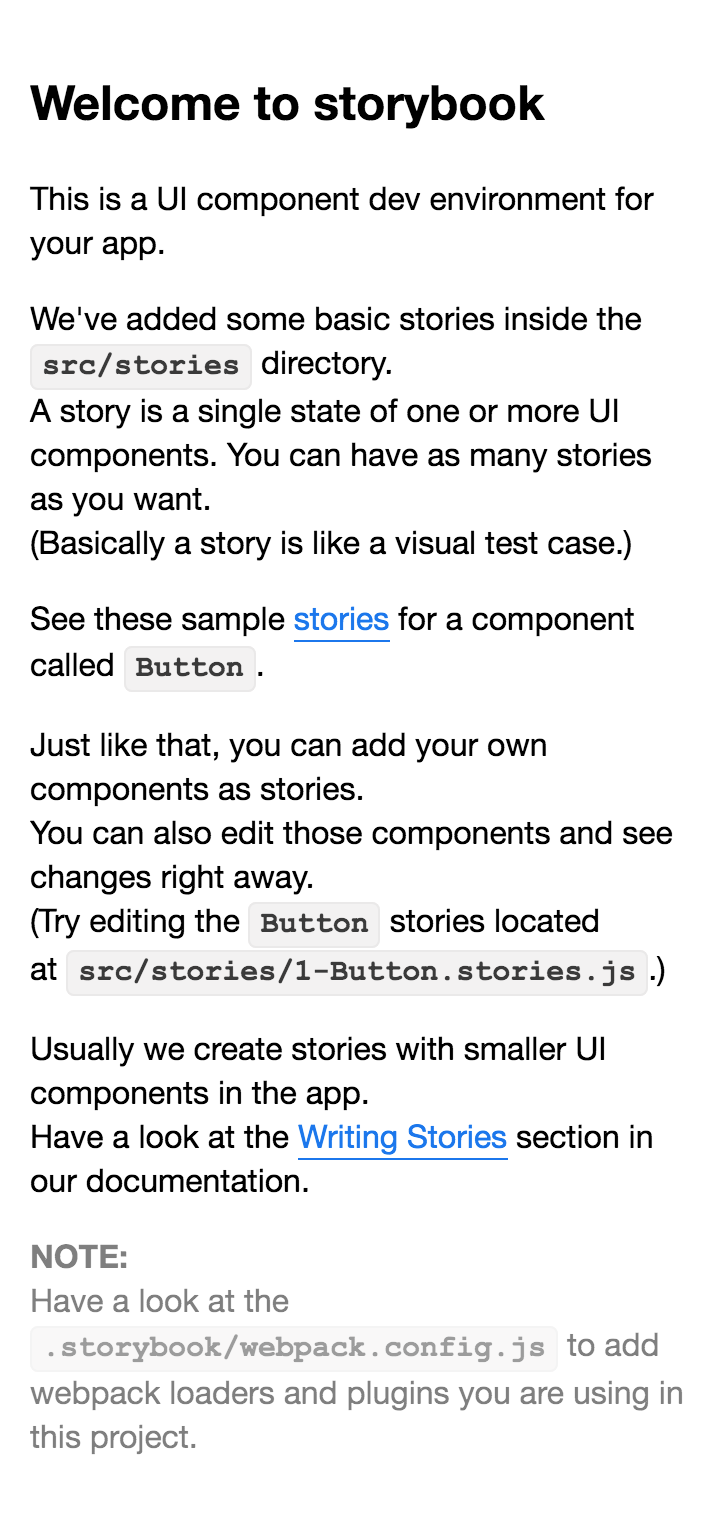 Welcome to storybook
This is a UI component dev environment for
your app.
We've added some basic stories inside the
src/stories directory.
A story is a single state of one or more UI
components. You can have as many stories
as you want.
(Basically a story is like a visual test case.)
See these sample stories for a component
called Button.
Just like that, you can add your own
components as stories.
You can also edit those components and see
changes right away.
(Try editing the Button stories located
at src/stories/1-Button.stories.js.)
Usually we create stories with smaller UI
components in the app.
Have a look at the Writing Stories section in
our documentation.
NOTE:
Have a look at the
.storybook/webpack.config.js to add
webpack loaders and plugins you are using in
this project.